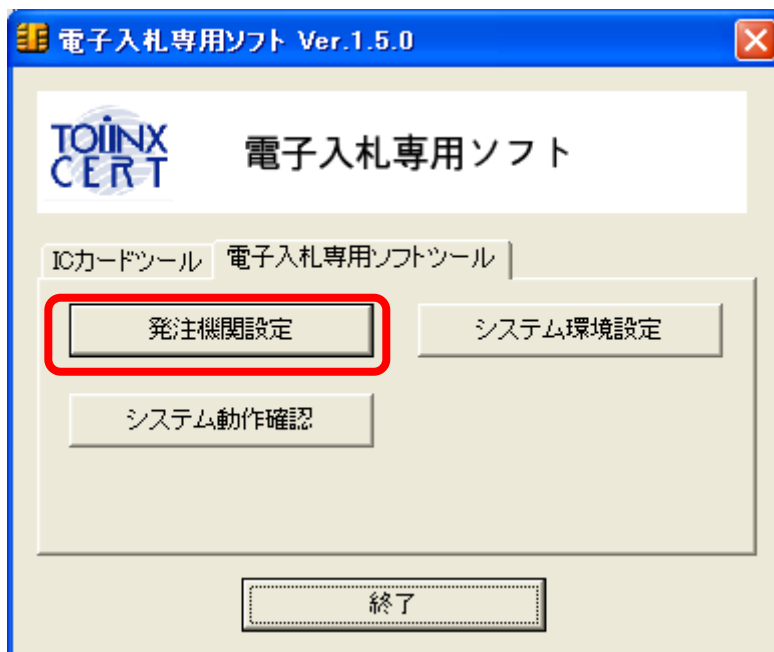 電子入札専用ソフト Ver.1.5.0
TOiiNX
CERT
電子入札専用ソフト
ICカードツール
電子入札専用ソフトツール
発注機関設定
システム環境設定
システム動作確認
終了